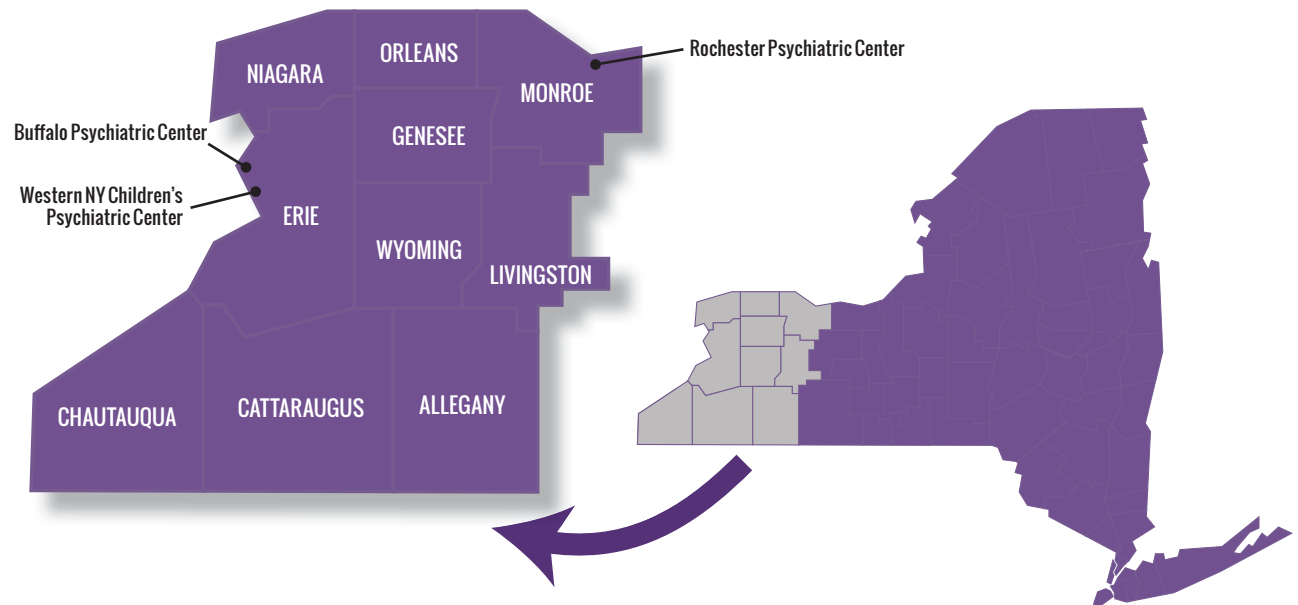 ORLEANS
Rochester Psychiatric Center
NIAGARA
MONROE
Buffalo Psychiatric Center
GENESEE
Western NY Children’s
Psychiatric Center
ERIE
WYOMING
LIVINGSTON
CHAUTAUQUA
CATTARAUGUS
ALLEGANY